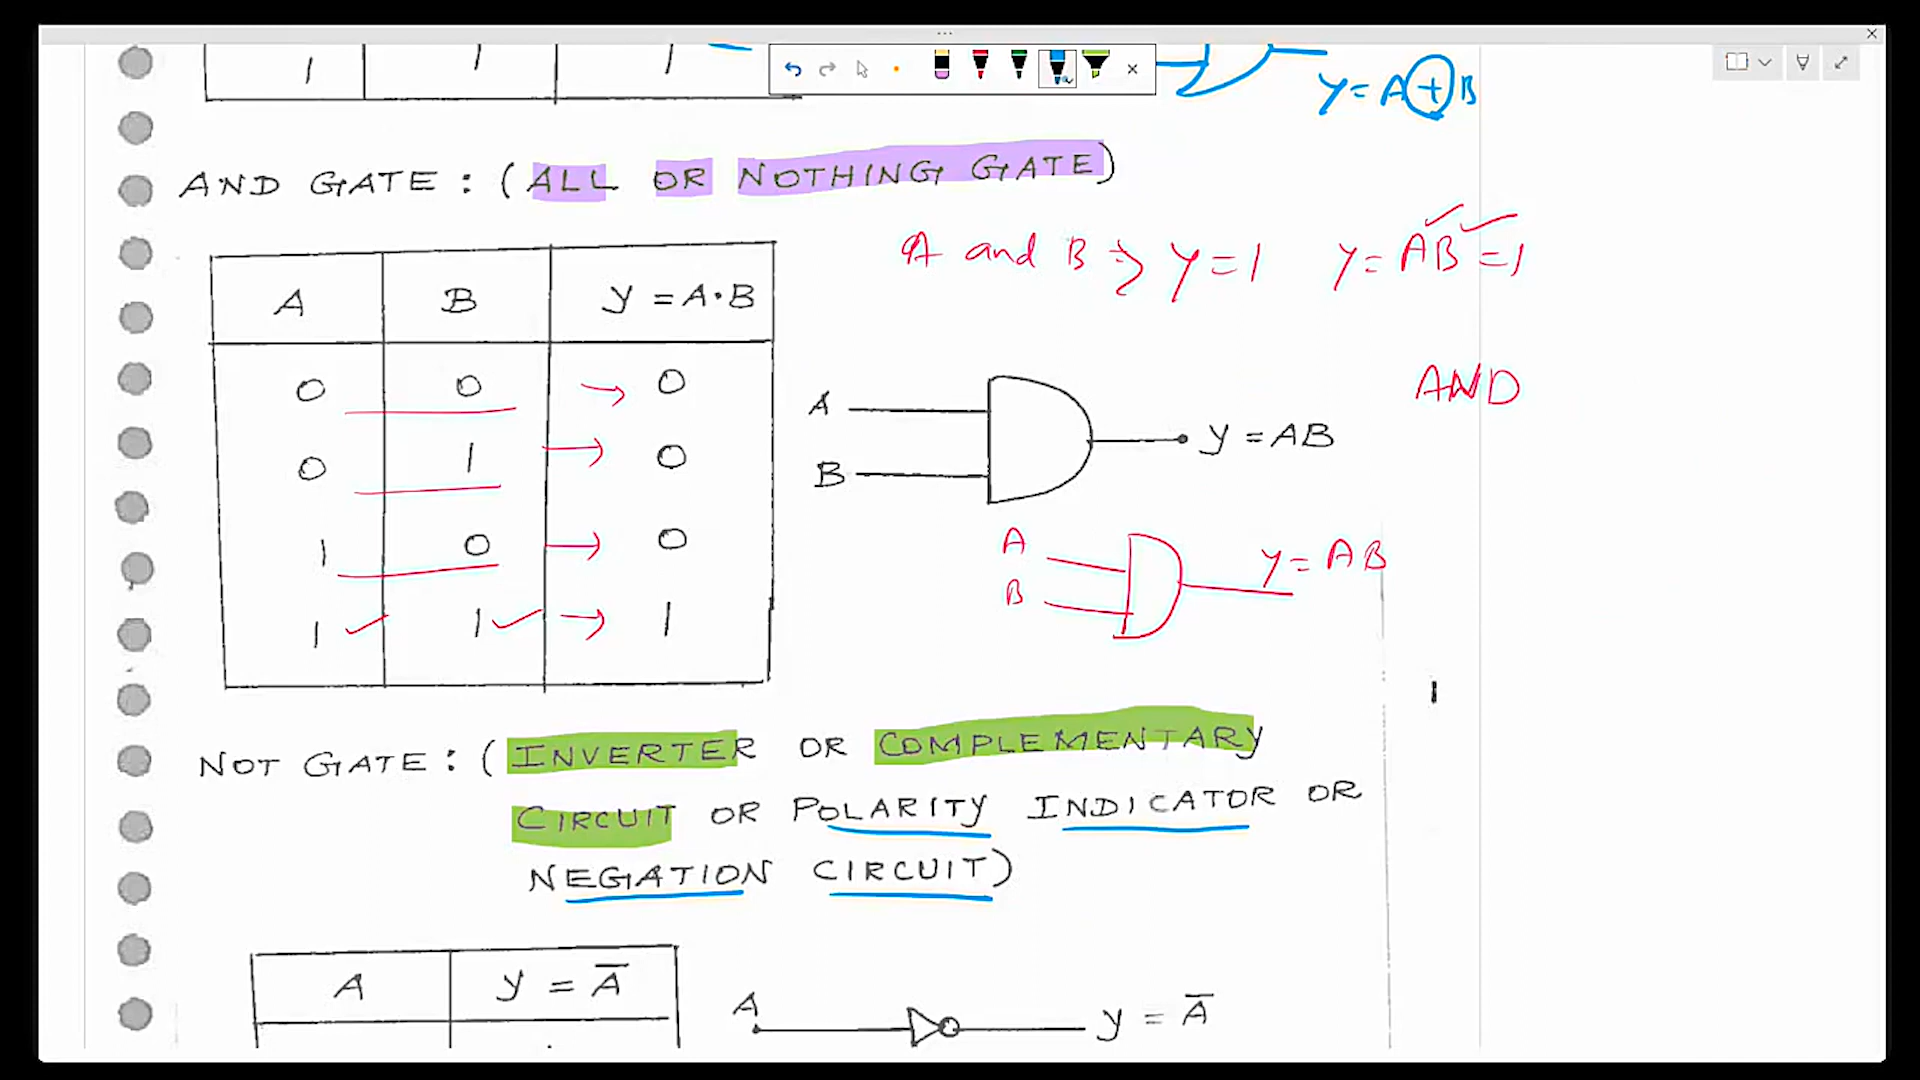 1 1 1
Y = A + B
AND GATE : (ALL OR NOTHING GATE)
A and B => Y = 1 Y = AB = 1
A B Y = A·B
0 0 → 0
0 1 → 0
1 0 → 0
1 1 → 1
AND
A
B
Y = AB
A
B
Y = AB
1
NOT GATE : (INVERTER OR COMPLEMENTARY
CIRCUIT OR POLARITY INDICATOR OR
NEGATION CIRCUIT)
A Y = A̅
A
Y = A̅